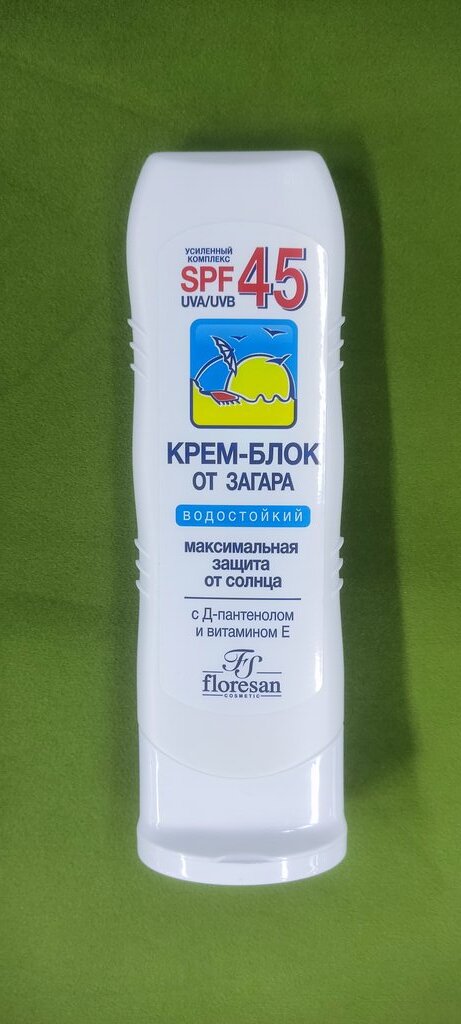 УСИЛЕННЫЙ
КОМПЛЕКС
SPF 45
UVA/UVB
КРЕМ-БЛОК
ОТ ЗАГАРА
ВОДОСТОЙКИЙ
максимальная
защита
от солнца
с Д-пантенолом
и витамином Е
FS
floresan
COSMETIC